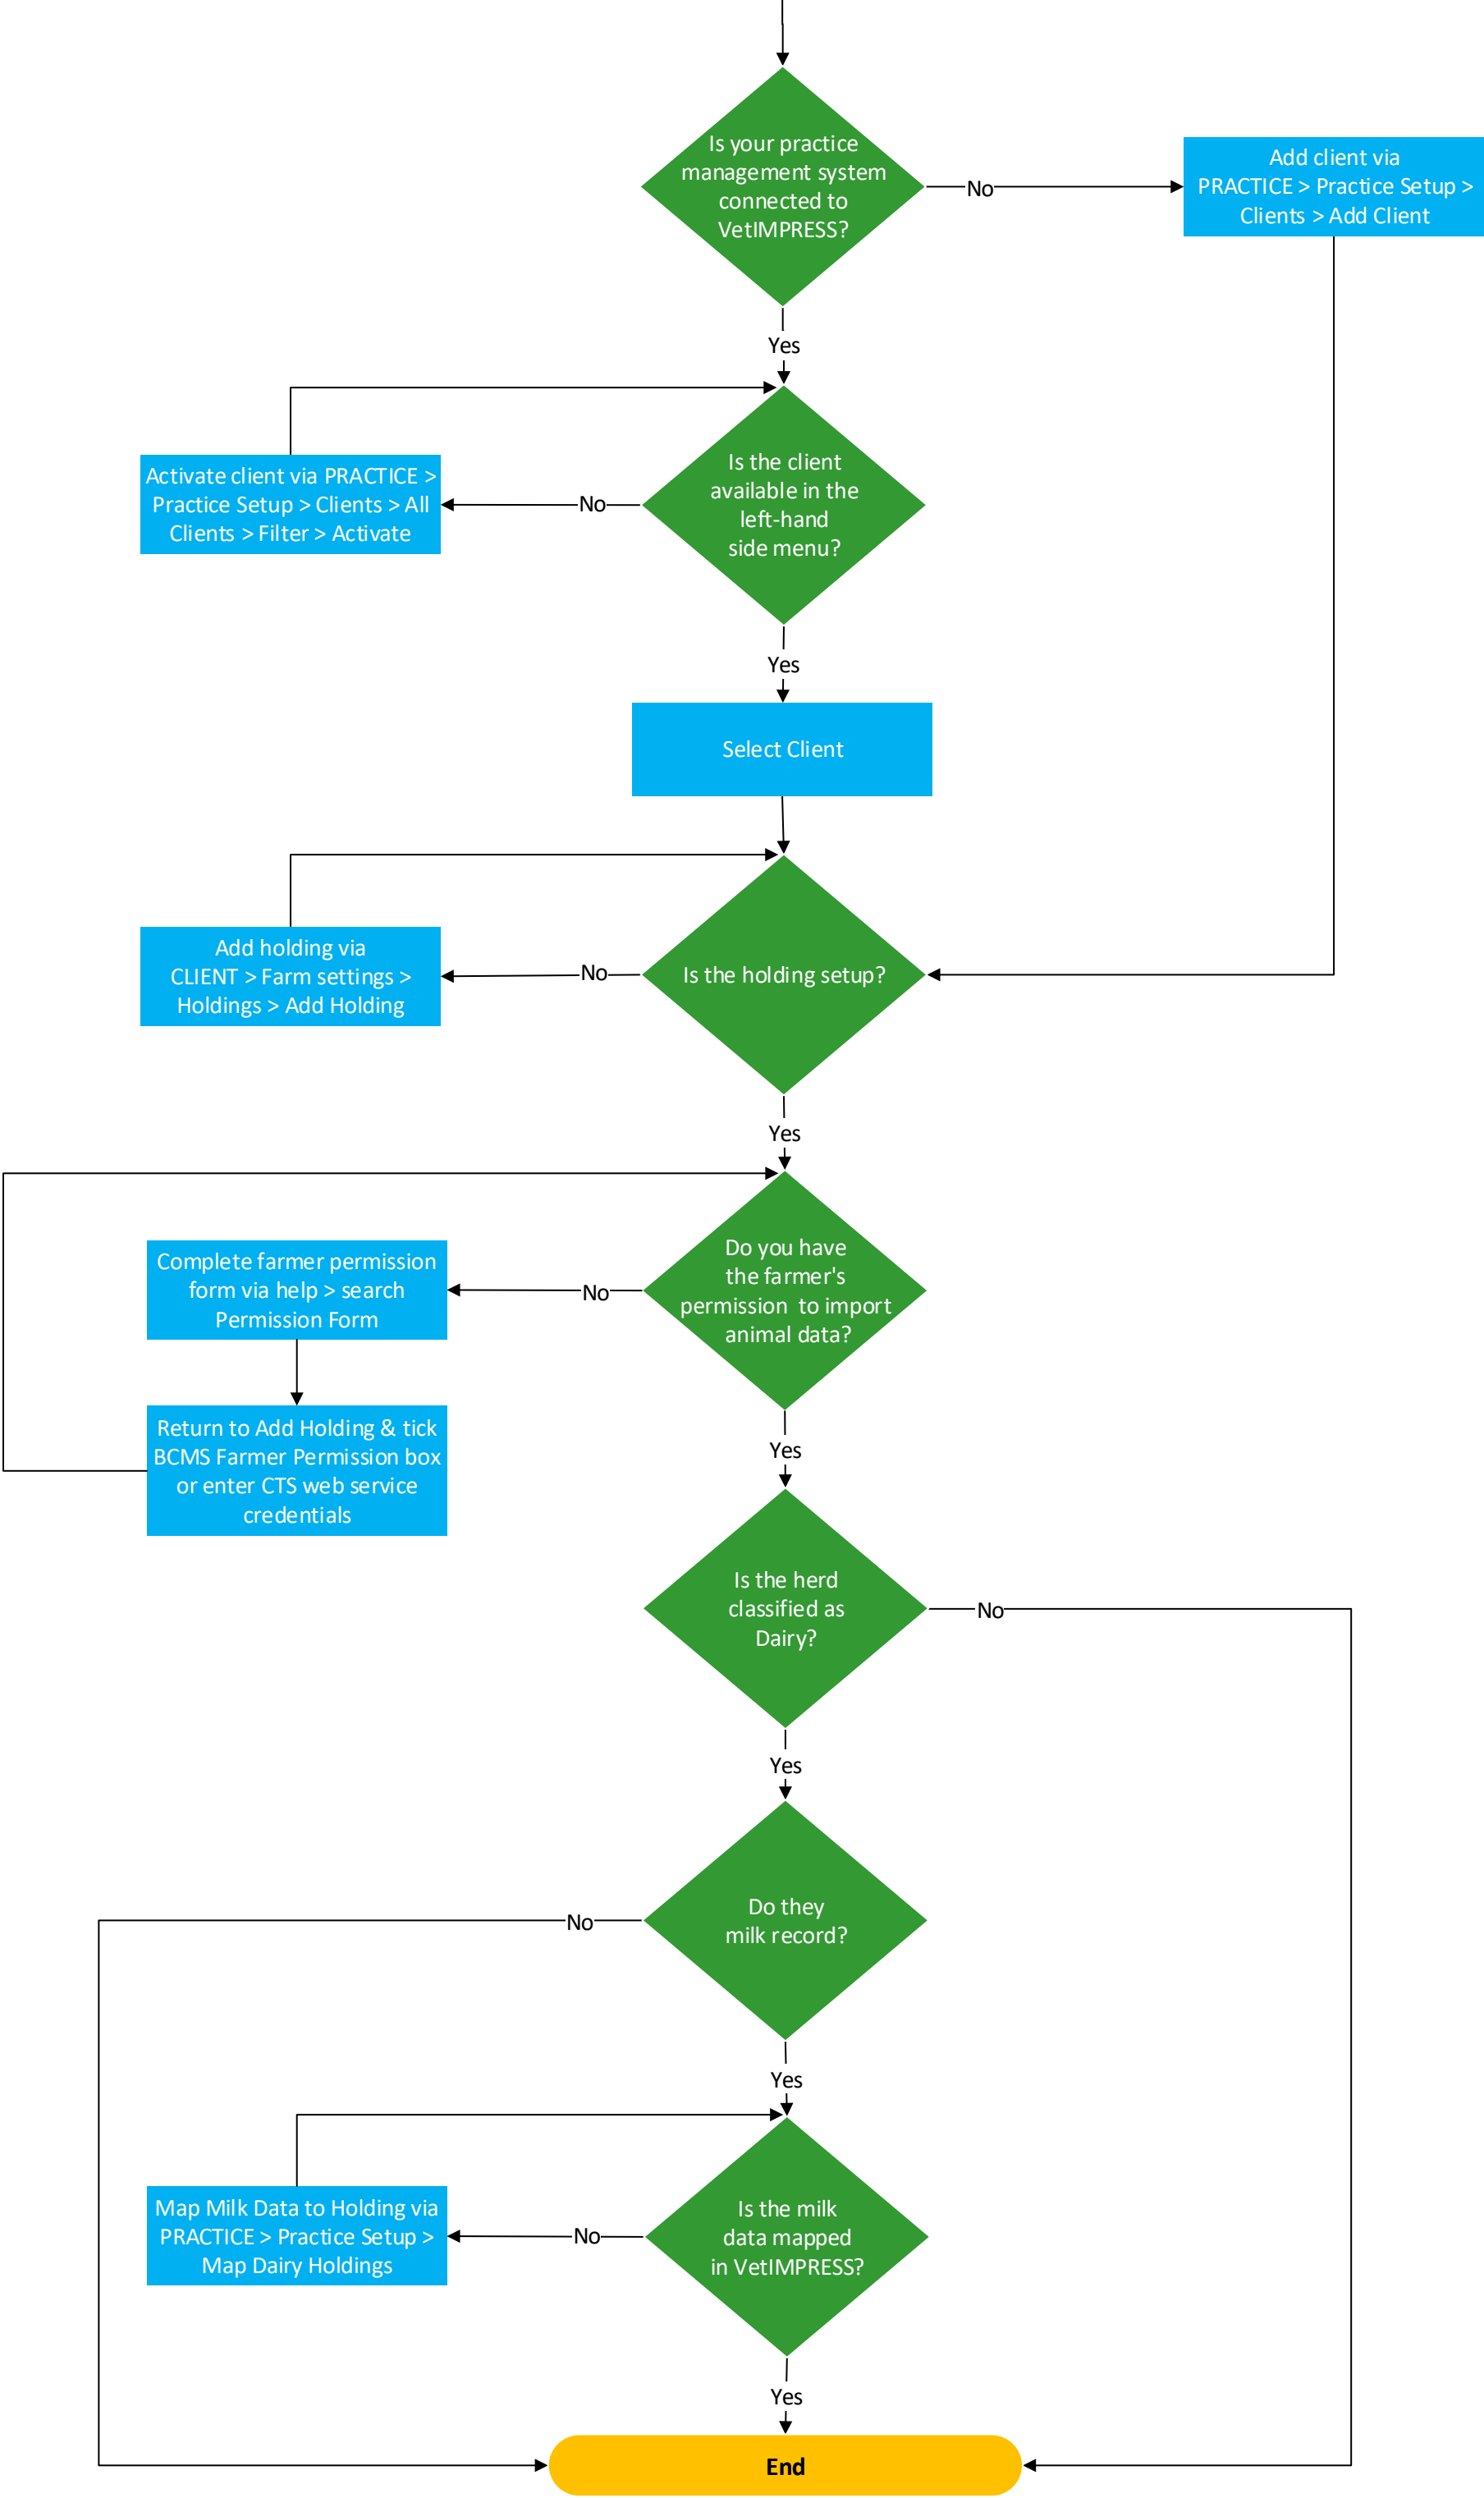 Is your practice
management system
connected to
VetIMPRESS?
No
Add client via
PRACTICE > Practice Setup >
Clients > Add Client
Yes
Is the client
available in the
left-hand
side menu?
No
Activate client via PRACTICE >
Practice Setup > Clients > All
Clients > Filter > Activate
Yes
Select Client
Is the holding setup?
No
Add holding via
CLIENT > Farm settings >
Holdings > Add Holding
Yes
Do you have
the farmer's
permission  to import
animal data?
No
Complete farmer permission
form via help > search
Permission Form
Return to Add Holding & tick
BCMS Farmer Permission box
or enter CTS web service
credentials
Yes
Is the herd
classified as
Dairy?
No
Yes
Do they
milk record?
No
Yes
Is the milk
data mapped
in VetIMPRESS?
No
Map Milk Data to Holding via
PRACTICE > Practice Setup >
Map Dairy Holdings
Yes
End